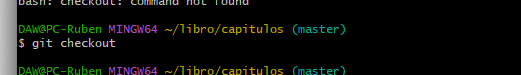 bash: checkout: command not found
DAW@PC-Ruben MINGW64 ~/libro/capitulos (master)
$ git checkout
DAW@PC-Ruben MINGW64 ~/libro/capitulos (master)